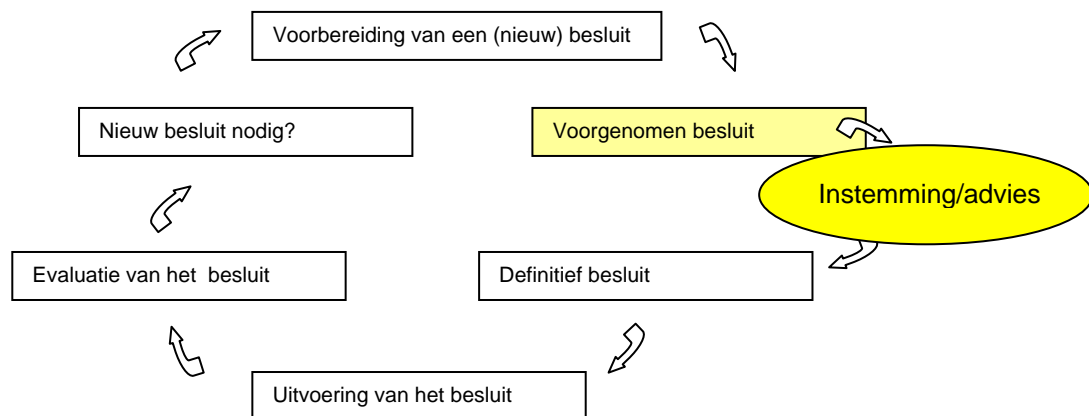 Voorbereiding van een (nieuw) besluit
Nieuw besluit nodig?
Voorgenomen besluit
Instemming/advies
Evaluatie van het besluit
Definitief besluit
Uitvoering van het besluit